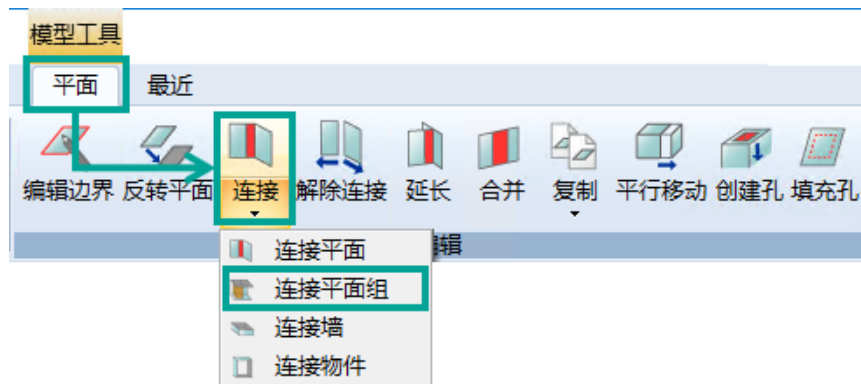 模型工具
平面 最近
编辑边界 反转平面 连接 解除连接 延长 合并 复制 平行移动 创建孔 填充孔
辑
连接平面
连接平面组
连接墙
连接物件